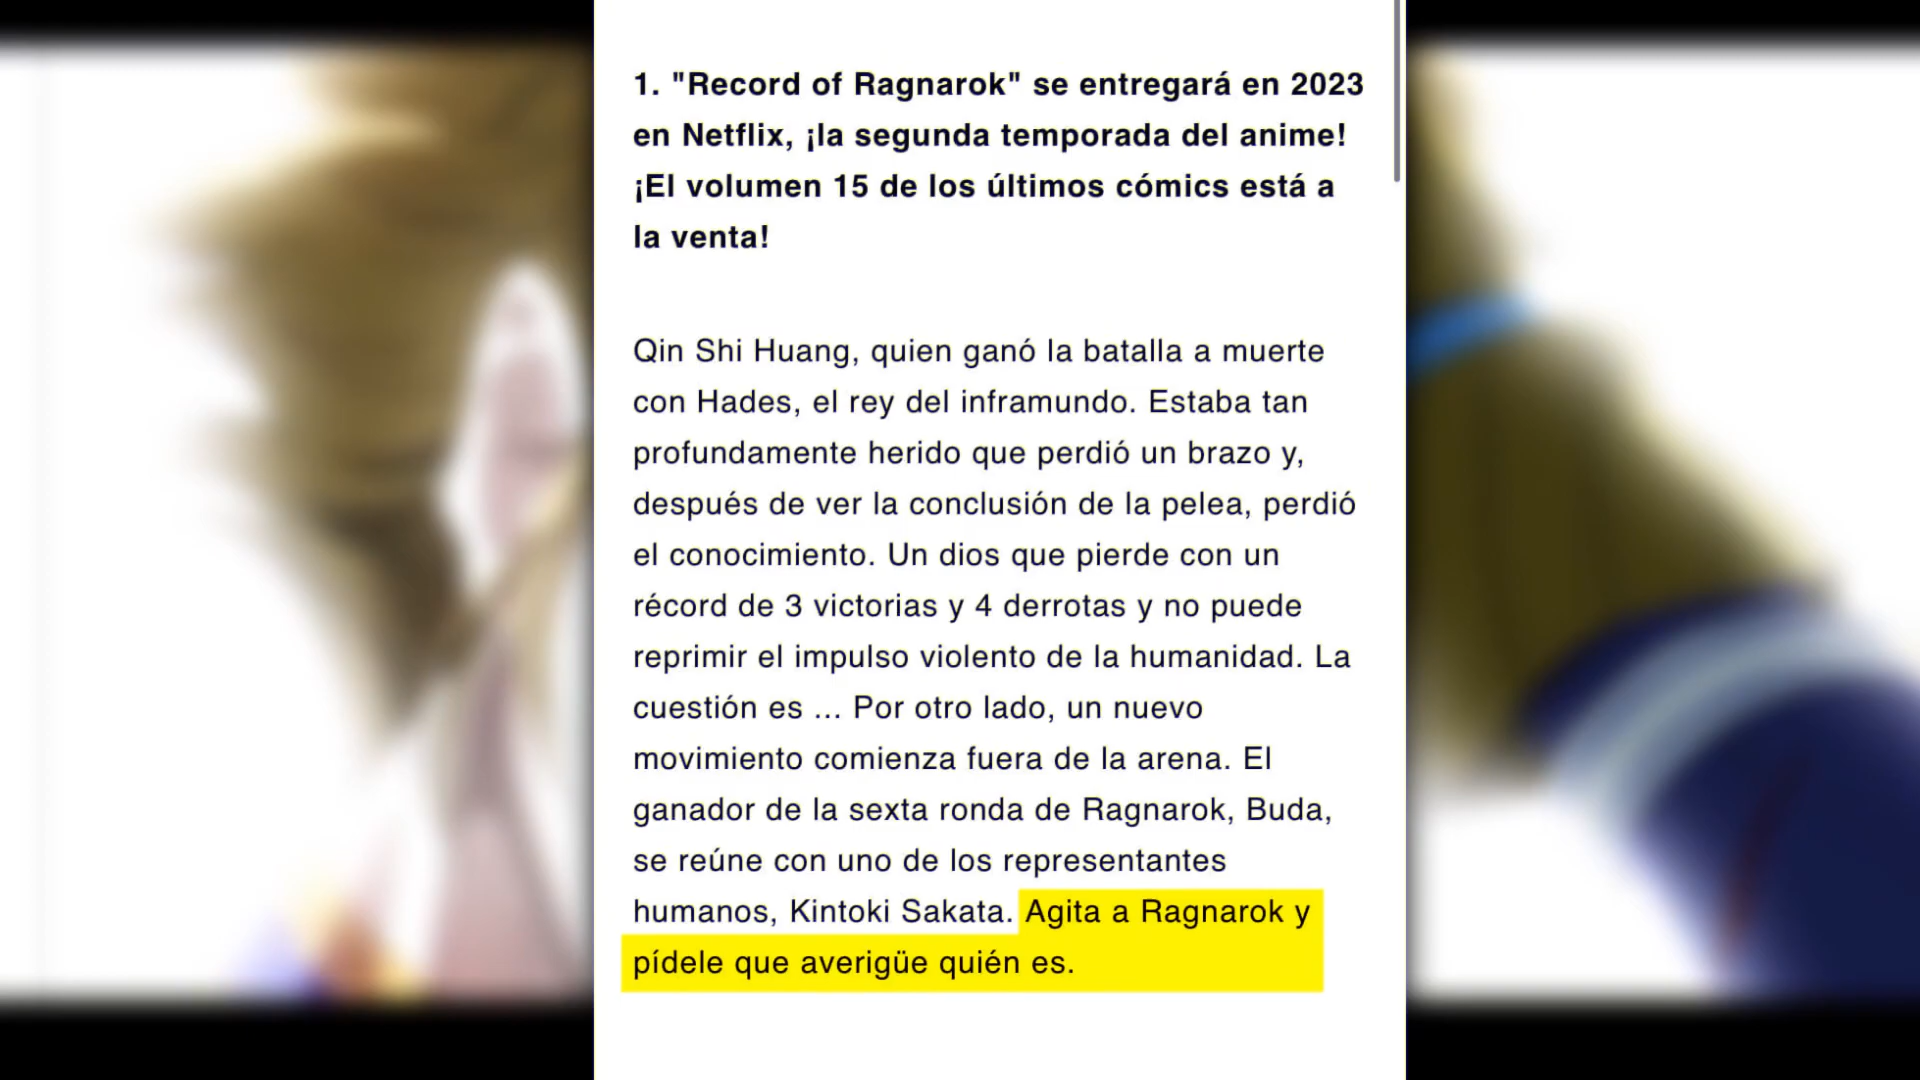 1. "Record of Ragnarok" se entregará en 2023
en Netflix, ¡la segunda temporada del anime!
¡El volumen 15 de los últimos cómics está a
la venta!
Qin Shi Huang, quien ganó la batalla a muerte
con Hades, el rey del inframundo. Estaba tan
profundamente herido que perdió un brazo y,
después de ver la conclusión de la pelea, perdió
el conocimiento. Un dios que pierde con un
récord de 3 victorias y 4 derrotas y no puede
reprimir el impulso violento de la humanidad. La
cuestión es ... Por otro lado, un nuevo
movimiento comienza fuera de la arena. El
ganador de la sexta ronda de Ragnarok, Buda,
se reúne con uno de los representantes
humanos, Kintoki Sakata. Agita a Ragnarok y
pídele que averigüe quién es.